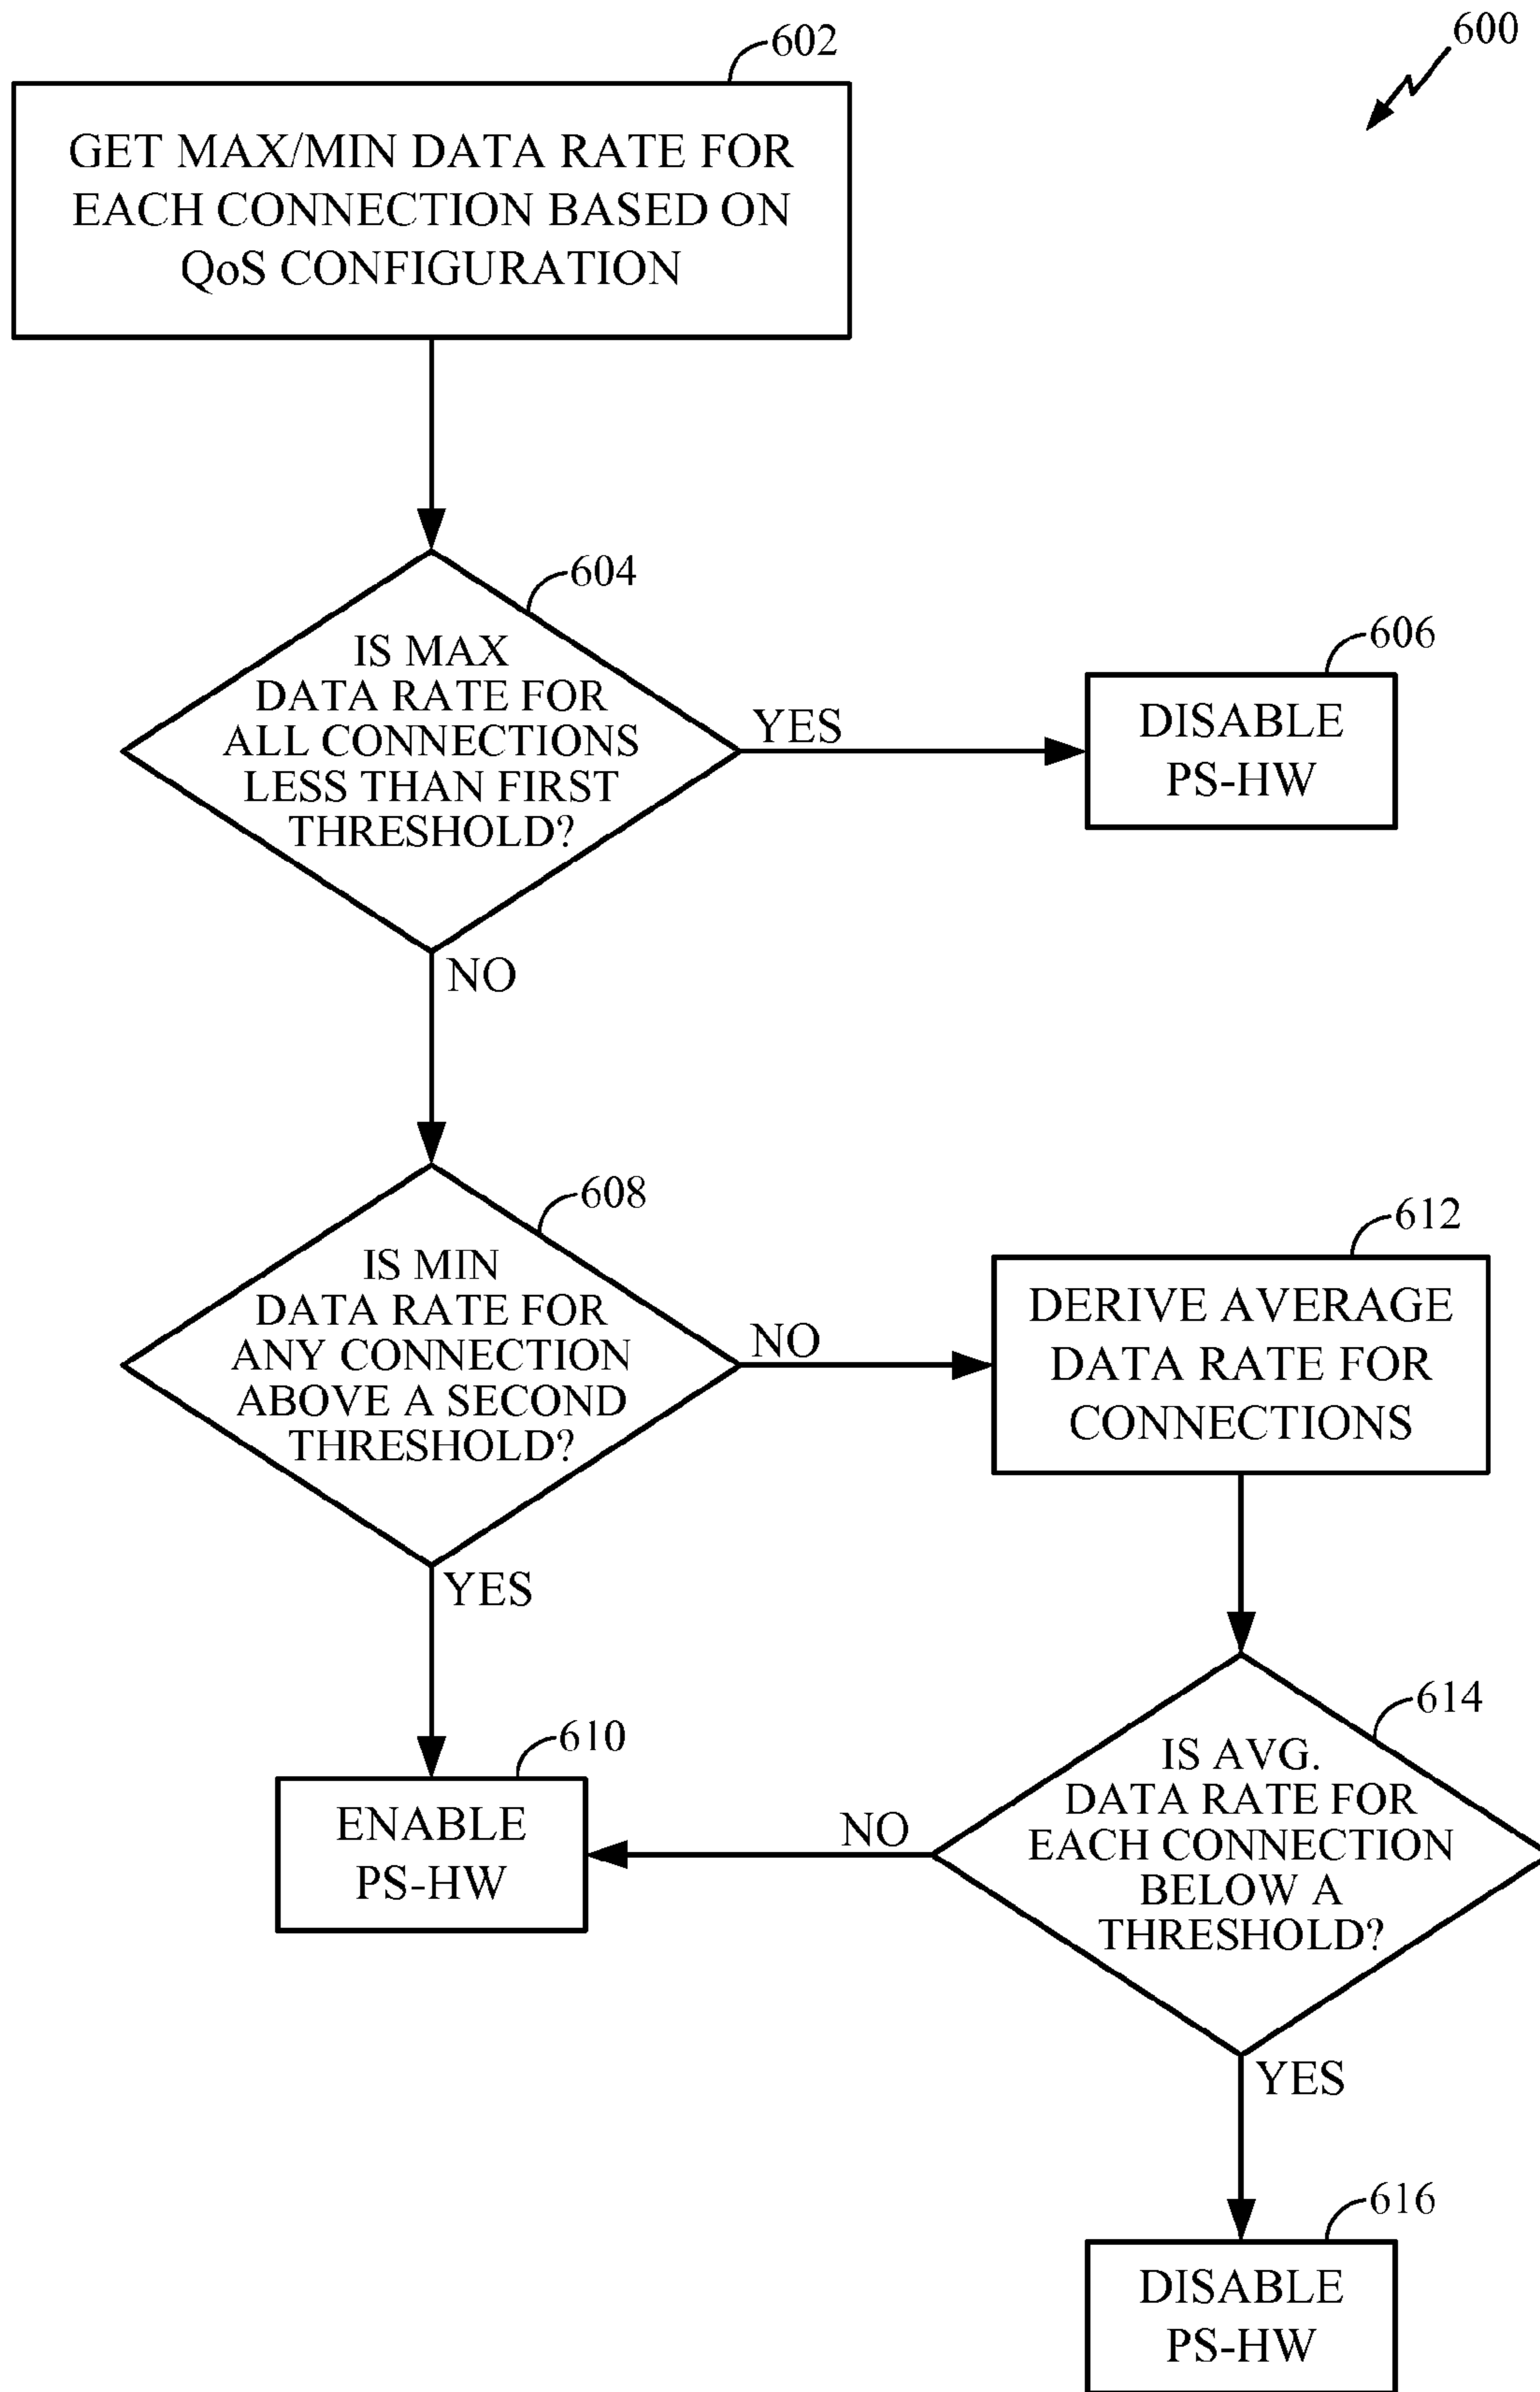 600
602
GET MAX/MIN DATA RATE FOR
EACH CONNECTION BASED ON
QoS CONFIGURATION
604
IS MAX
DATA RATE FOR
ALL CONNECTIONS
LESS THAN FIRST
THRESHOLD?
YES
606
DISABLE
PS-HW
NO
608
IS MIN
DATA RATE FOR
ANY CONNECTION
ABOVE A SECOND
THRESHOLD?
NO
612
DERIVE AVERAGE
DATA RATE FOR
CONNECTIONS
YES
610
ENABLE
PS-HW
614
IS AVG.
DATA RATE FOR
EACH CONNECTION
BELOW A
THRESHOLD?
NO
YES
616
DISABLE
PS-HW